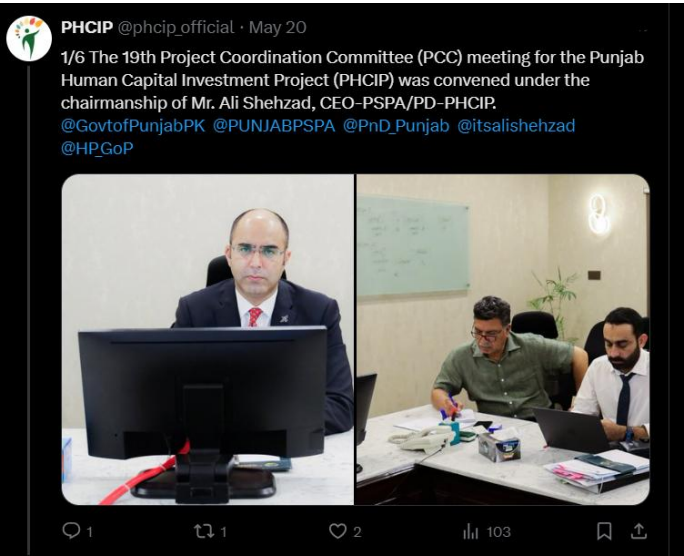 PHCIP @phcip_official · May 20
1/6 The 19th Project Coordination Committee (PCC) meeting for the Punjab
Human Capital Investment Project (PHCIP) was convened under the
chairmanship of Mr. Ali Shehzad, CEO-PSPA/PD-PHCIP.
@GovtofPunjabPK @PUNJABPSPA @PnD_Punjab @itsalishehzad
@HP_GoP
1 1 2 103